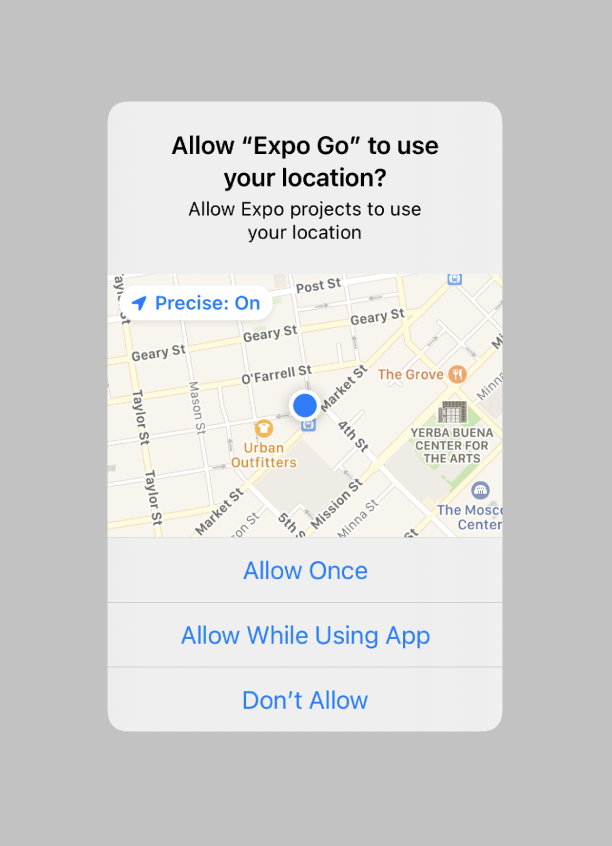 Allow “Expo Go” to use
your location?
Allow Expo projects to use
your location
Precise: On
Post St
Geary St
Geary St
Geary St
O'Farrell St
Market St
The Grove
Taylor St
Mason St
4th St
Urban
Outfitters
YERBA BUENA
CENTER FOR
THE ARTS
Taylor St
Market St
Mission St
Minna St
5th St
The Mosco
Center
Minna
Allow Once
Allow While Using App
Don’t Allow